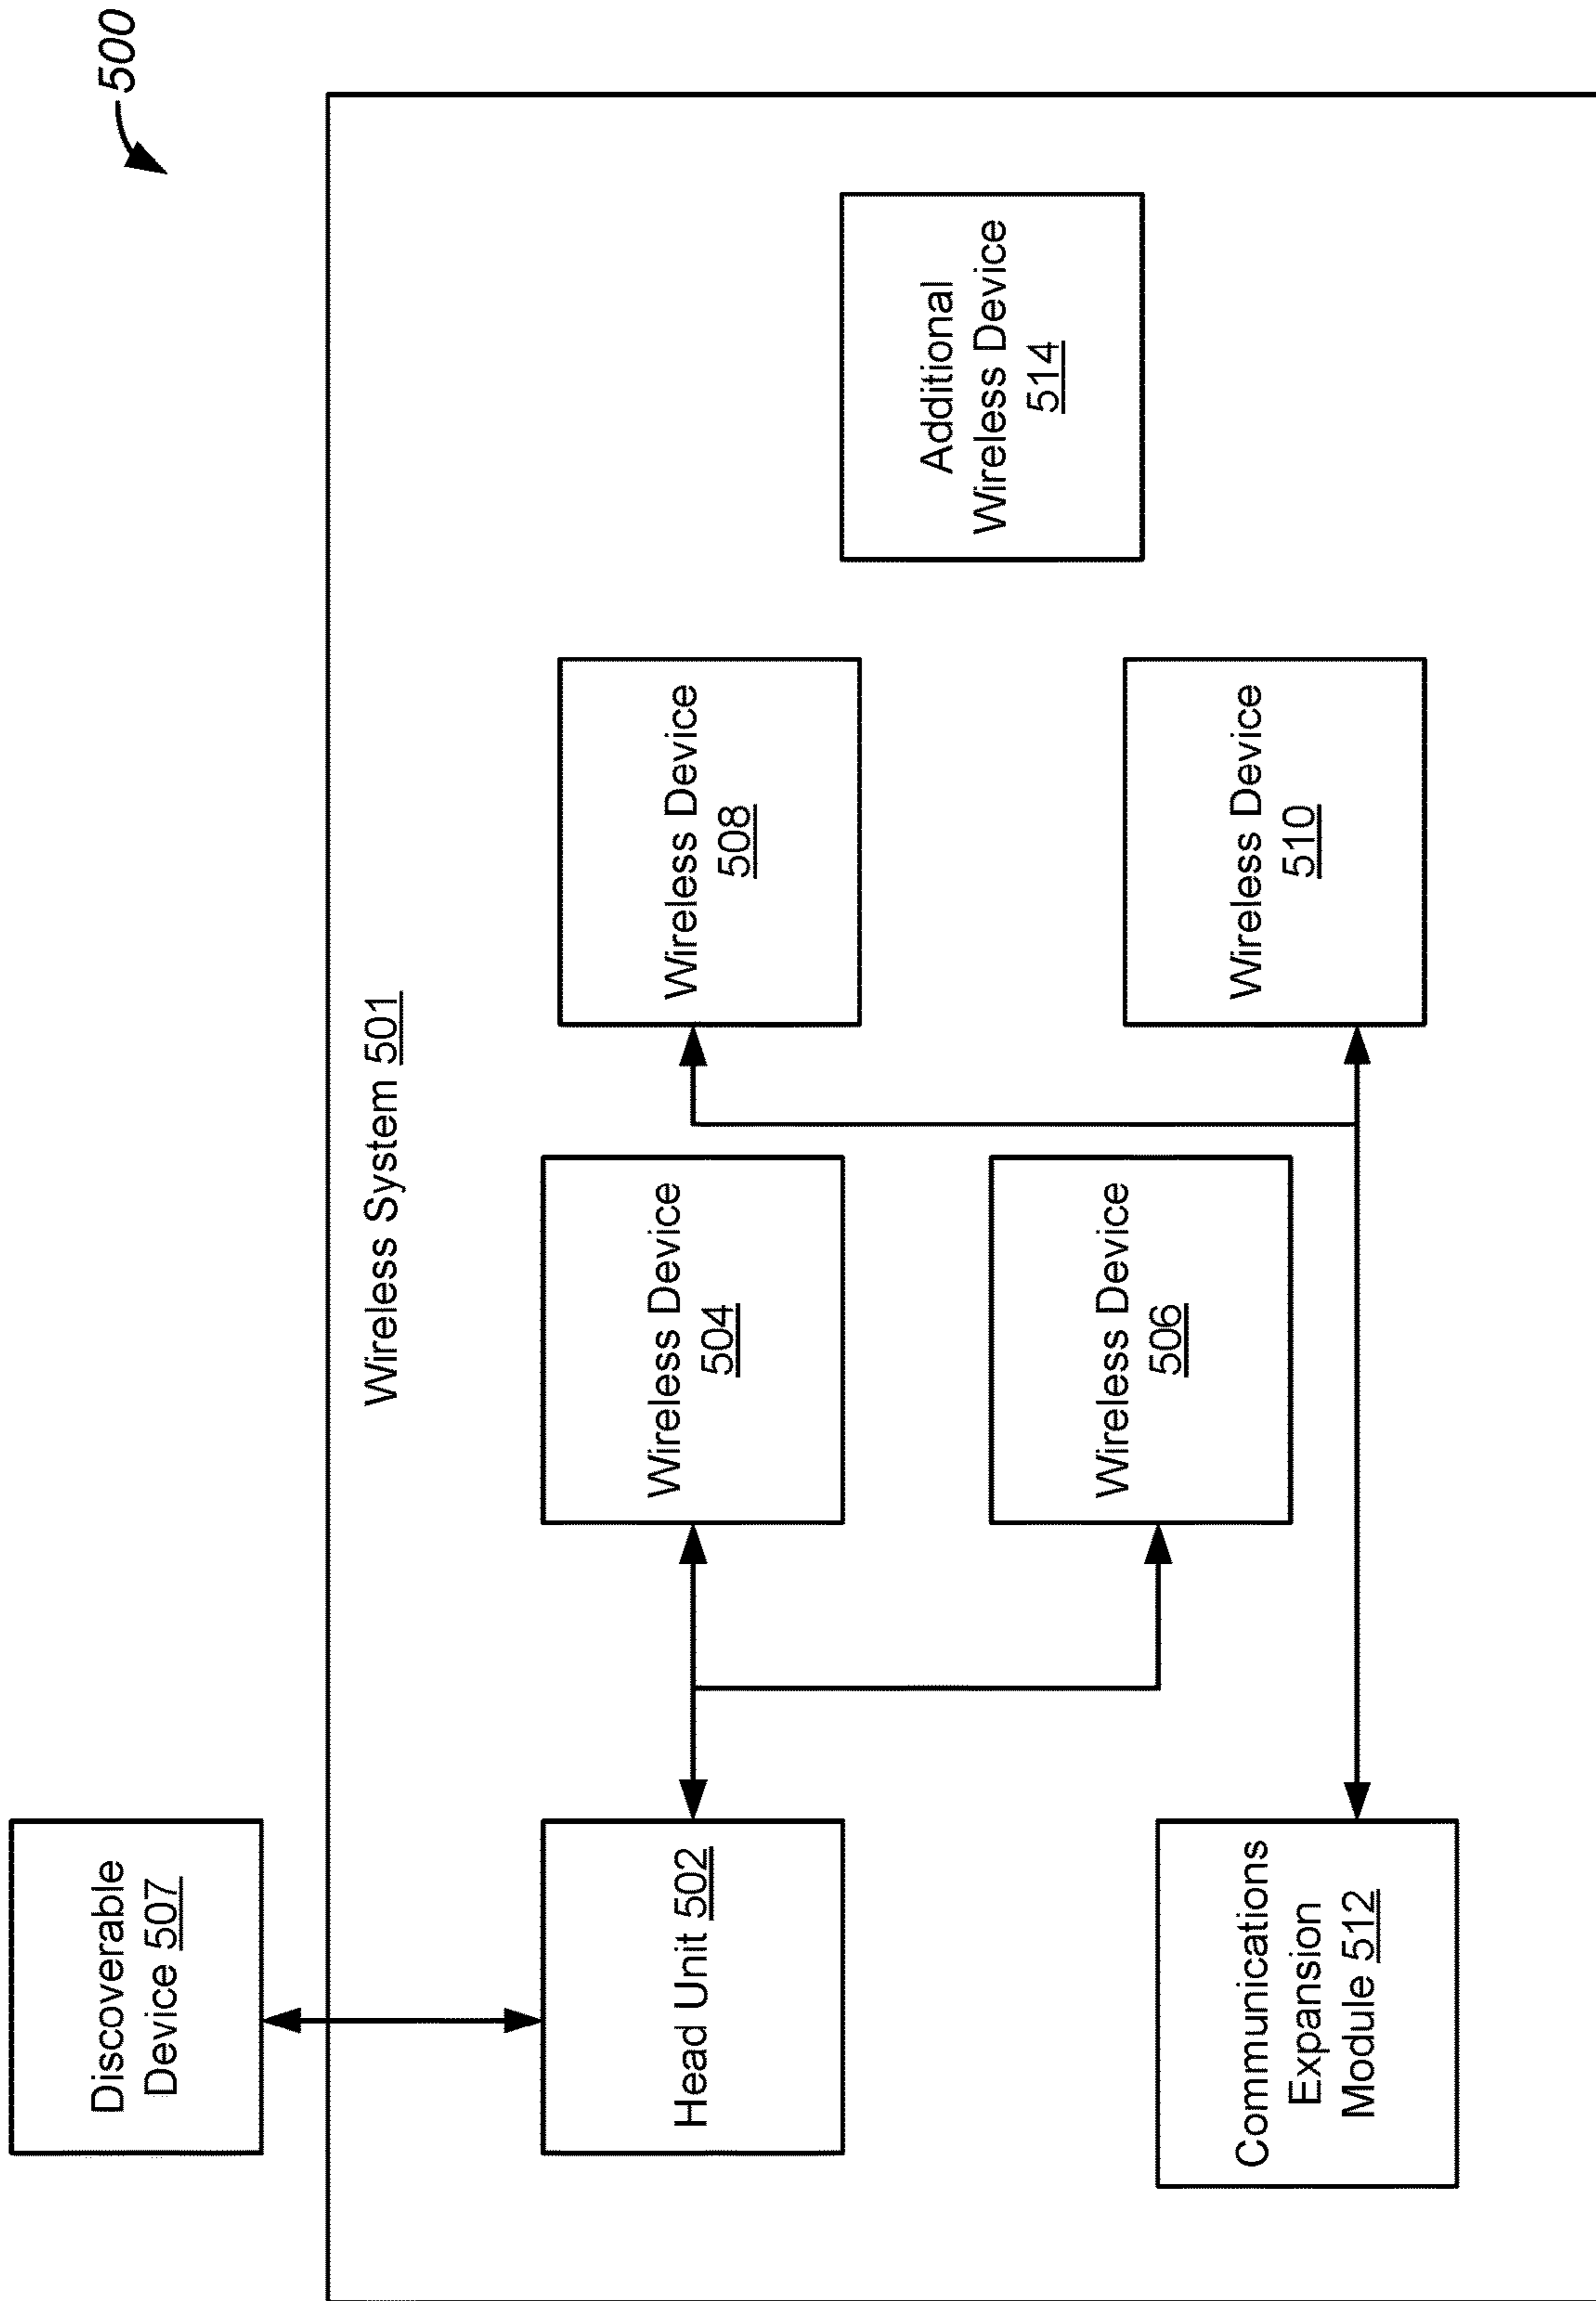 500
Discoverable
Device 507
Wireless System 501
Head Unit 502
Wireless Device
504
Wireless Device
508
Additional
Wireless Device
514
Communications
Expansion
Module 512
Wireless Device
506
Wireless Device
510